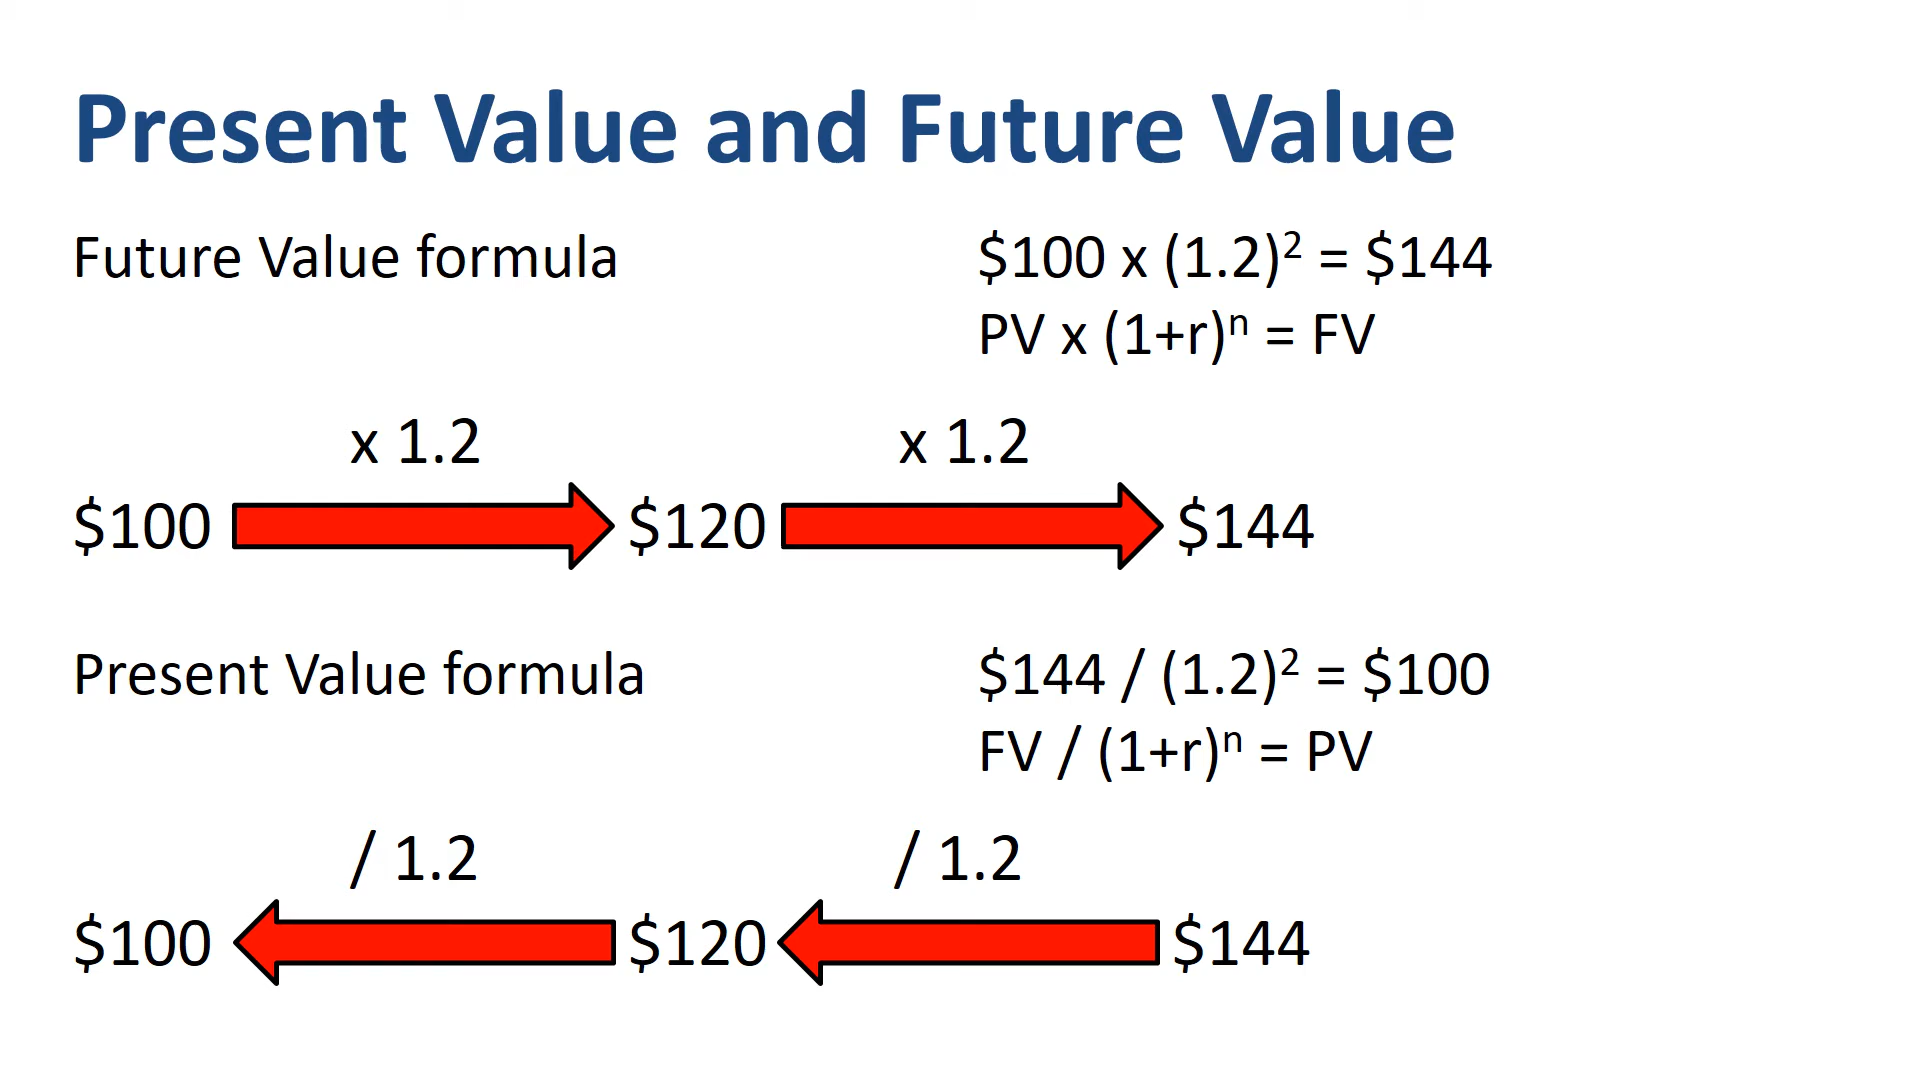 Present Value and Future Value
Future Value formula
$100 x (1.2)² = $144
PV x (1+r)ⁿ = FV
x 1.2 x 1.2
$100 $120 $144
Present Value formula
$144 / (1.2)² = $100
FV / (1+r)ⁿ = PV
/ 1.2 / 1.2
$100 $120 $144